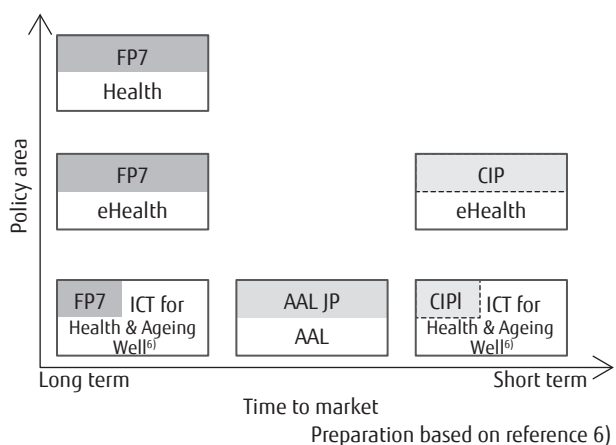 Policy area
FP7
Health
FP7
eHealth
CIP
eHealth
FP7 ICT for
Health & Ageing
Well6)
AAL JP
AAL
CIPl ICT for
Health & Ageing
Well6)
Long term
Short term
Time to market
Preparation based on reference 6)